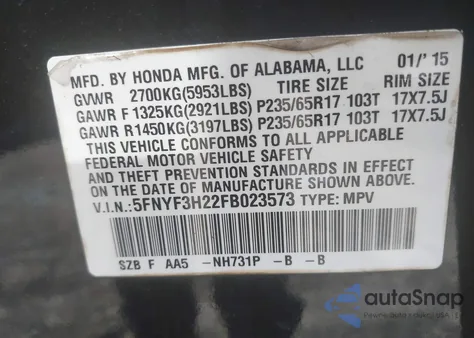 MFD. BY HONDA MFG. OF ALABAMA, LLC 01/' 15
GVWR 2700KG(5953LBS) TIRE SIZE RIM SIZE
GAWR F 1325KG(2921LBS) P235/65R17 103T 17X7.5J
GAWR R1450KG(3197LBS) P235/65R17 103T 17X7.5J
THIS VEHICLE CONFORMS TO ALL APPLICABLE
FEDERAL MOTOR VEHICLE SAFETY
AND THEFT PREVENTION STANDARDS IN EFFECT
ON THE DATE OF MANUFACTURE SHOWN ABOVE.
V.I.N.:5FNYF3H22FB023573 TYPE: MPV
SZB F AA5 -NH731P -B -B
autoSnap